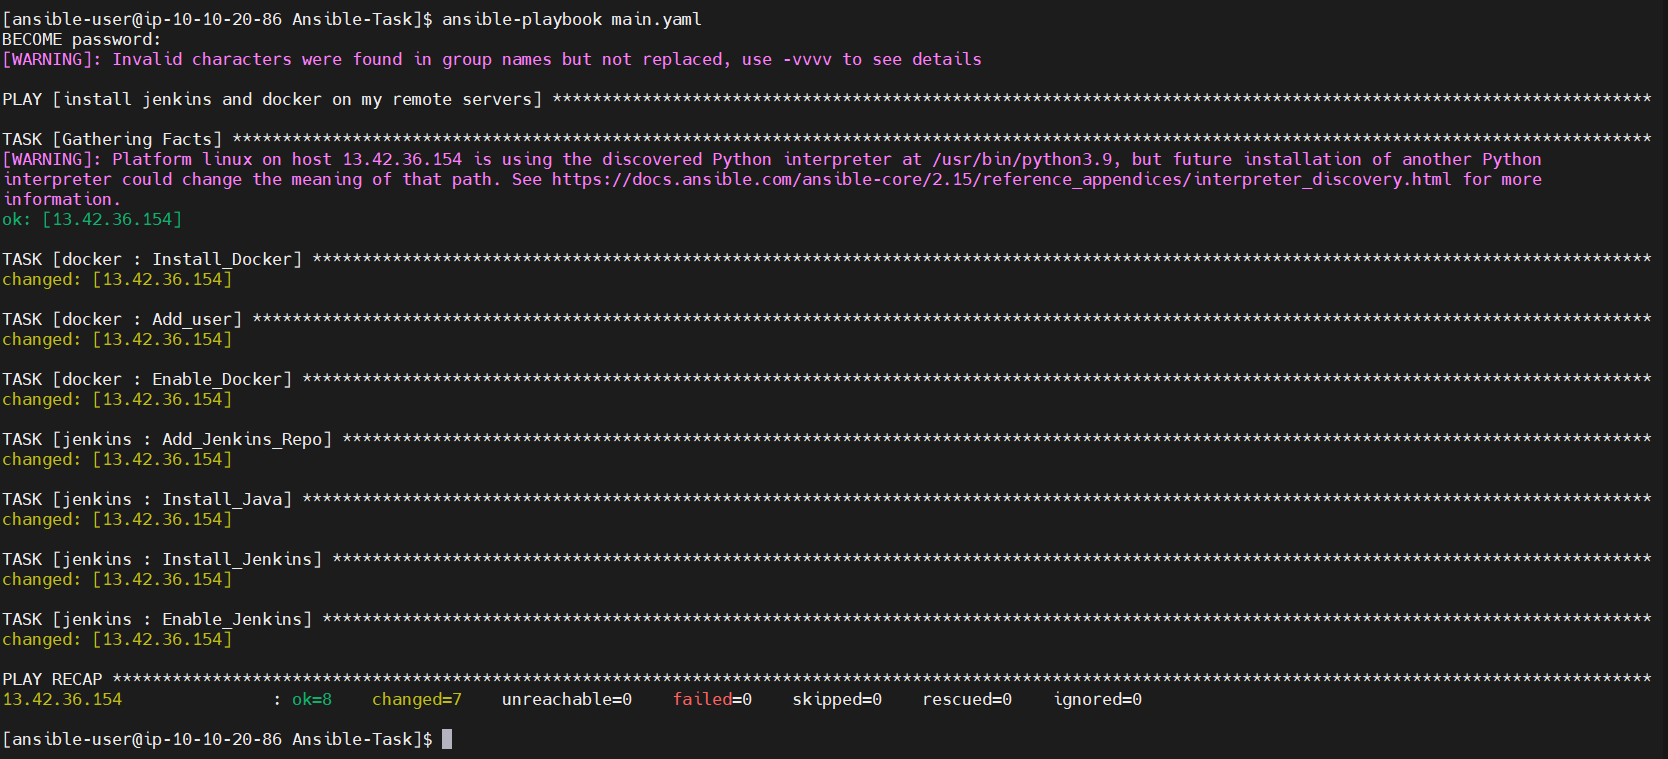 [ansible-user@ip-10-10-20-86 Ansible-Task]$ ansible-playbook main.yaml
BECOME password:
[WARNING]: Invalid characters were found in group names but not replaced, use -vvvv to see details
PLAY [install jenkins and docker on my remote servers] **************************************************************************************************************
TASK [Gathering Facts] **********************************************************************************************************************************************
[WARNING]: Platform linux on host 13.42.36.154 is using the discovered Python interpreter at /usr/bin/python3.9, but future installation of another Python
interpreter could change the meaning of that path. See https://docs.ansible.com/ansible-core/2.15/reference_appendices/interpreter_discovery.html for more
information.
ok: [13.42.36.154]
TASK [docker : Install_Docker] **************************************************************************************************************************************
changed: [13.42.36.154]
TASK [docker : Add_user] ********************************************************************************************************************************************
changed: [13.42.36.154]
TASK [docker : Enable_Docker] ***************************************************************************************************************************************
changed: [13.42.36.154]
TASK [jenkins : Add_Jenkins_Repo] ***********************************************************************************************************************************
changed: [13.42.36.154]
TASK [jenkins : Install_Java] ***************************************************************************************************************************************
changed: [13.42.36.154]
TASK [jenkins : Install_Jenkins] ************************************************************************************************************************************
changed: [13.42.36.154]
TASK [jenkins : Enable_Jenkins] *************************************************************************************************************************************
changed: [13.42.36.154]
PLAY RECAP **********************************************************************************************************************************************************
13.42.36.154               : ok=8    changed=7    unreachable=0    failed=0    skipped=0    rescued=0    ignored=0
[ansible-user@ip-10-10-20-86 Ansible-Task]$